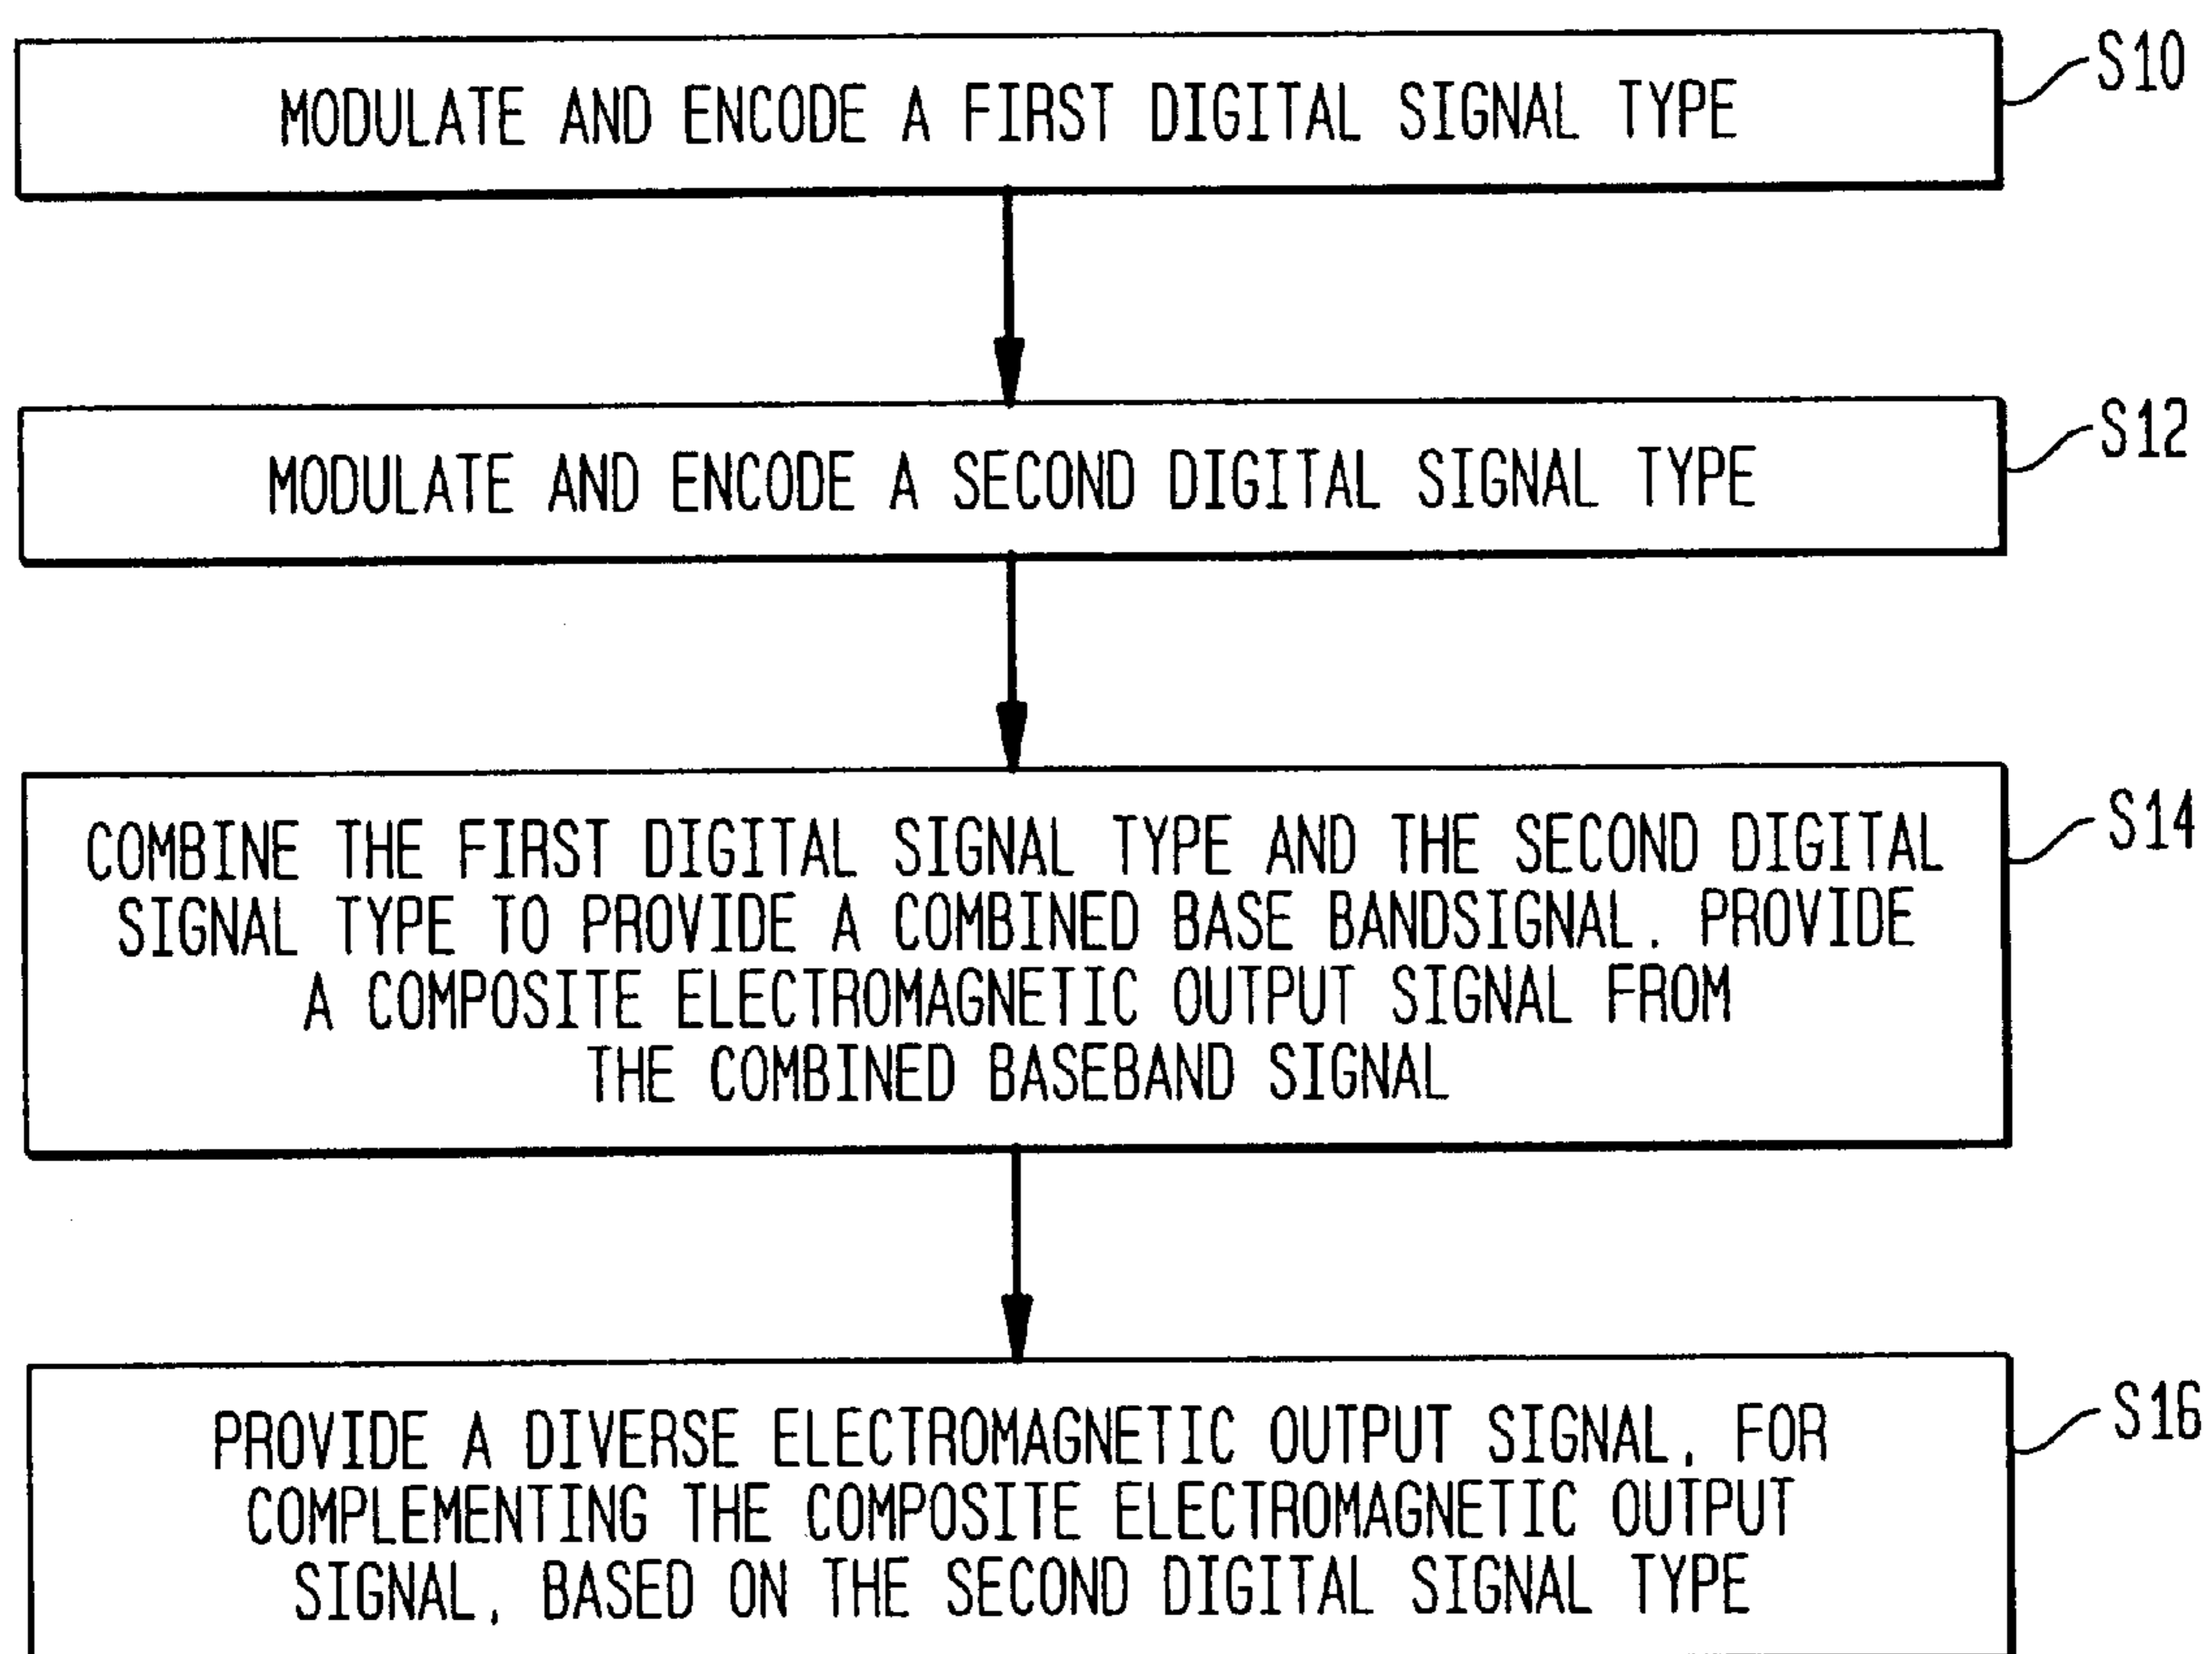 MODULATE AND ENCODE A FIRST DIGITAL SIGNAL TYPE
S10
MODULATE AND ENCODE A SECOND DIGITAL SIGNAL TYPE
S12
COMBINE THE FIRST DIGITAL SIGNAL TYPE AND THE SECOND DIGITAL
SIGNAL TYPE TO PROVIDE A COMBINED BASE BANDSIGNAL. PROVIDE
A COMPOSITE ELECTROMAGNETIC OUTPUT SIGNAL FROM
THE COMBINED BASEBAND SIGNAL
S14
PROVIDE A DIVERSE ELECTROMAGNETIC OUTPUT SIGNAL, FOR
COMPLEMENTING THE COMPOSITE ELECTROMAGNETIC OUTPUT
SIGNAL, BASED ON THE SECOND DIGITAL SIGNAL TYPE
S16